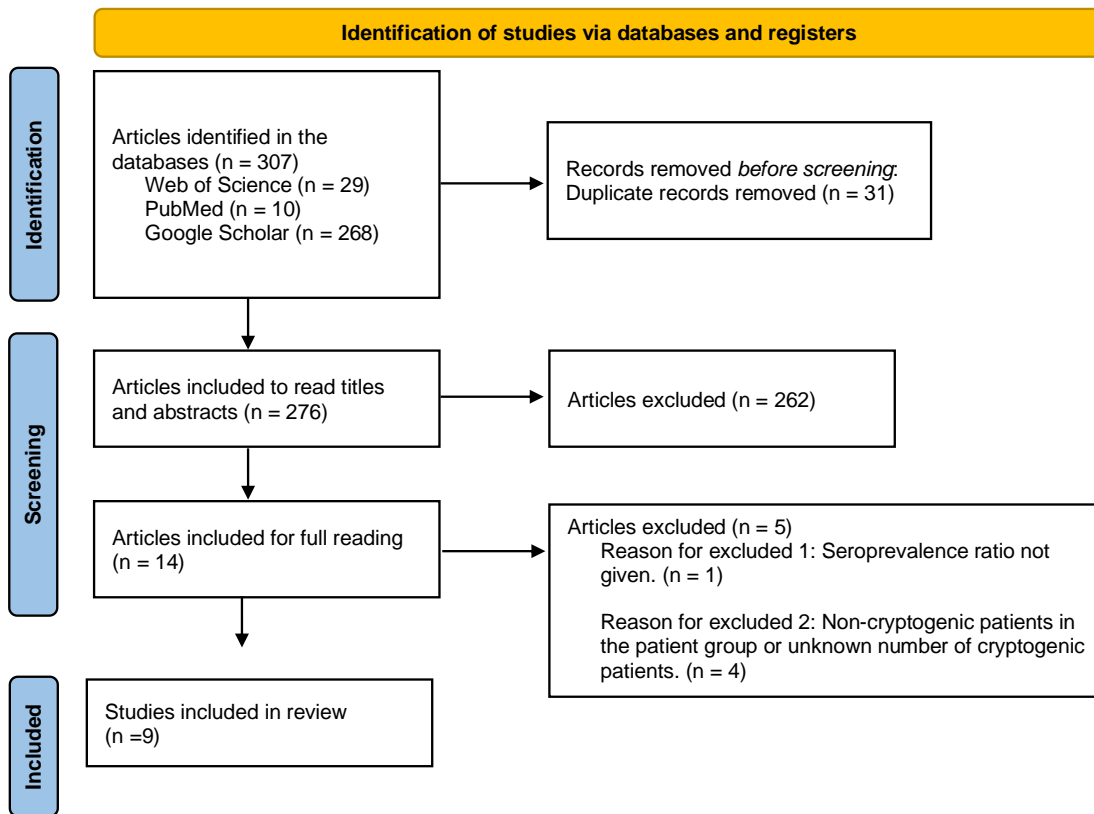 Identification of studies via databases and registers
Identification
Articles identified in the
databases (n = 307)
Web of Science (n = 29)
PubMed (n = 10)
Google Scholar (n = 268)
Records removed before screening:
Duplicate records removed (n = 31)
Screening
Articles included to read titles
and abstracts (n = 276)
Articles excluded (n = 262)
Articles included for full reading
(n = 14)
Articles excluded (n = 5)
Reason for excluded 1: Seroprevalence ratio not
given. (n = 1)
Reason for excluded 2: Non-cryptogenic patients in
the patient group or unknown number of cryptogenic
patients. (n = 4)
Included
Studies included in review
(n =9)